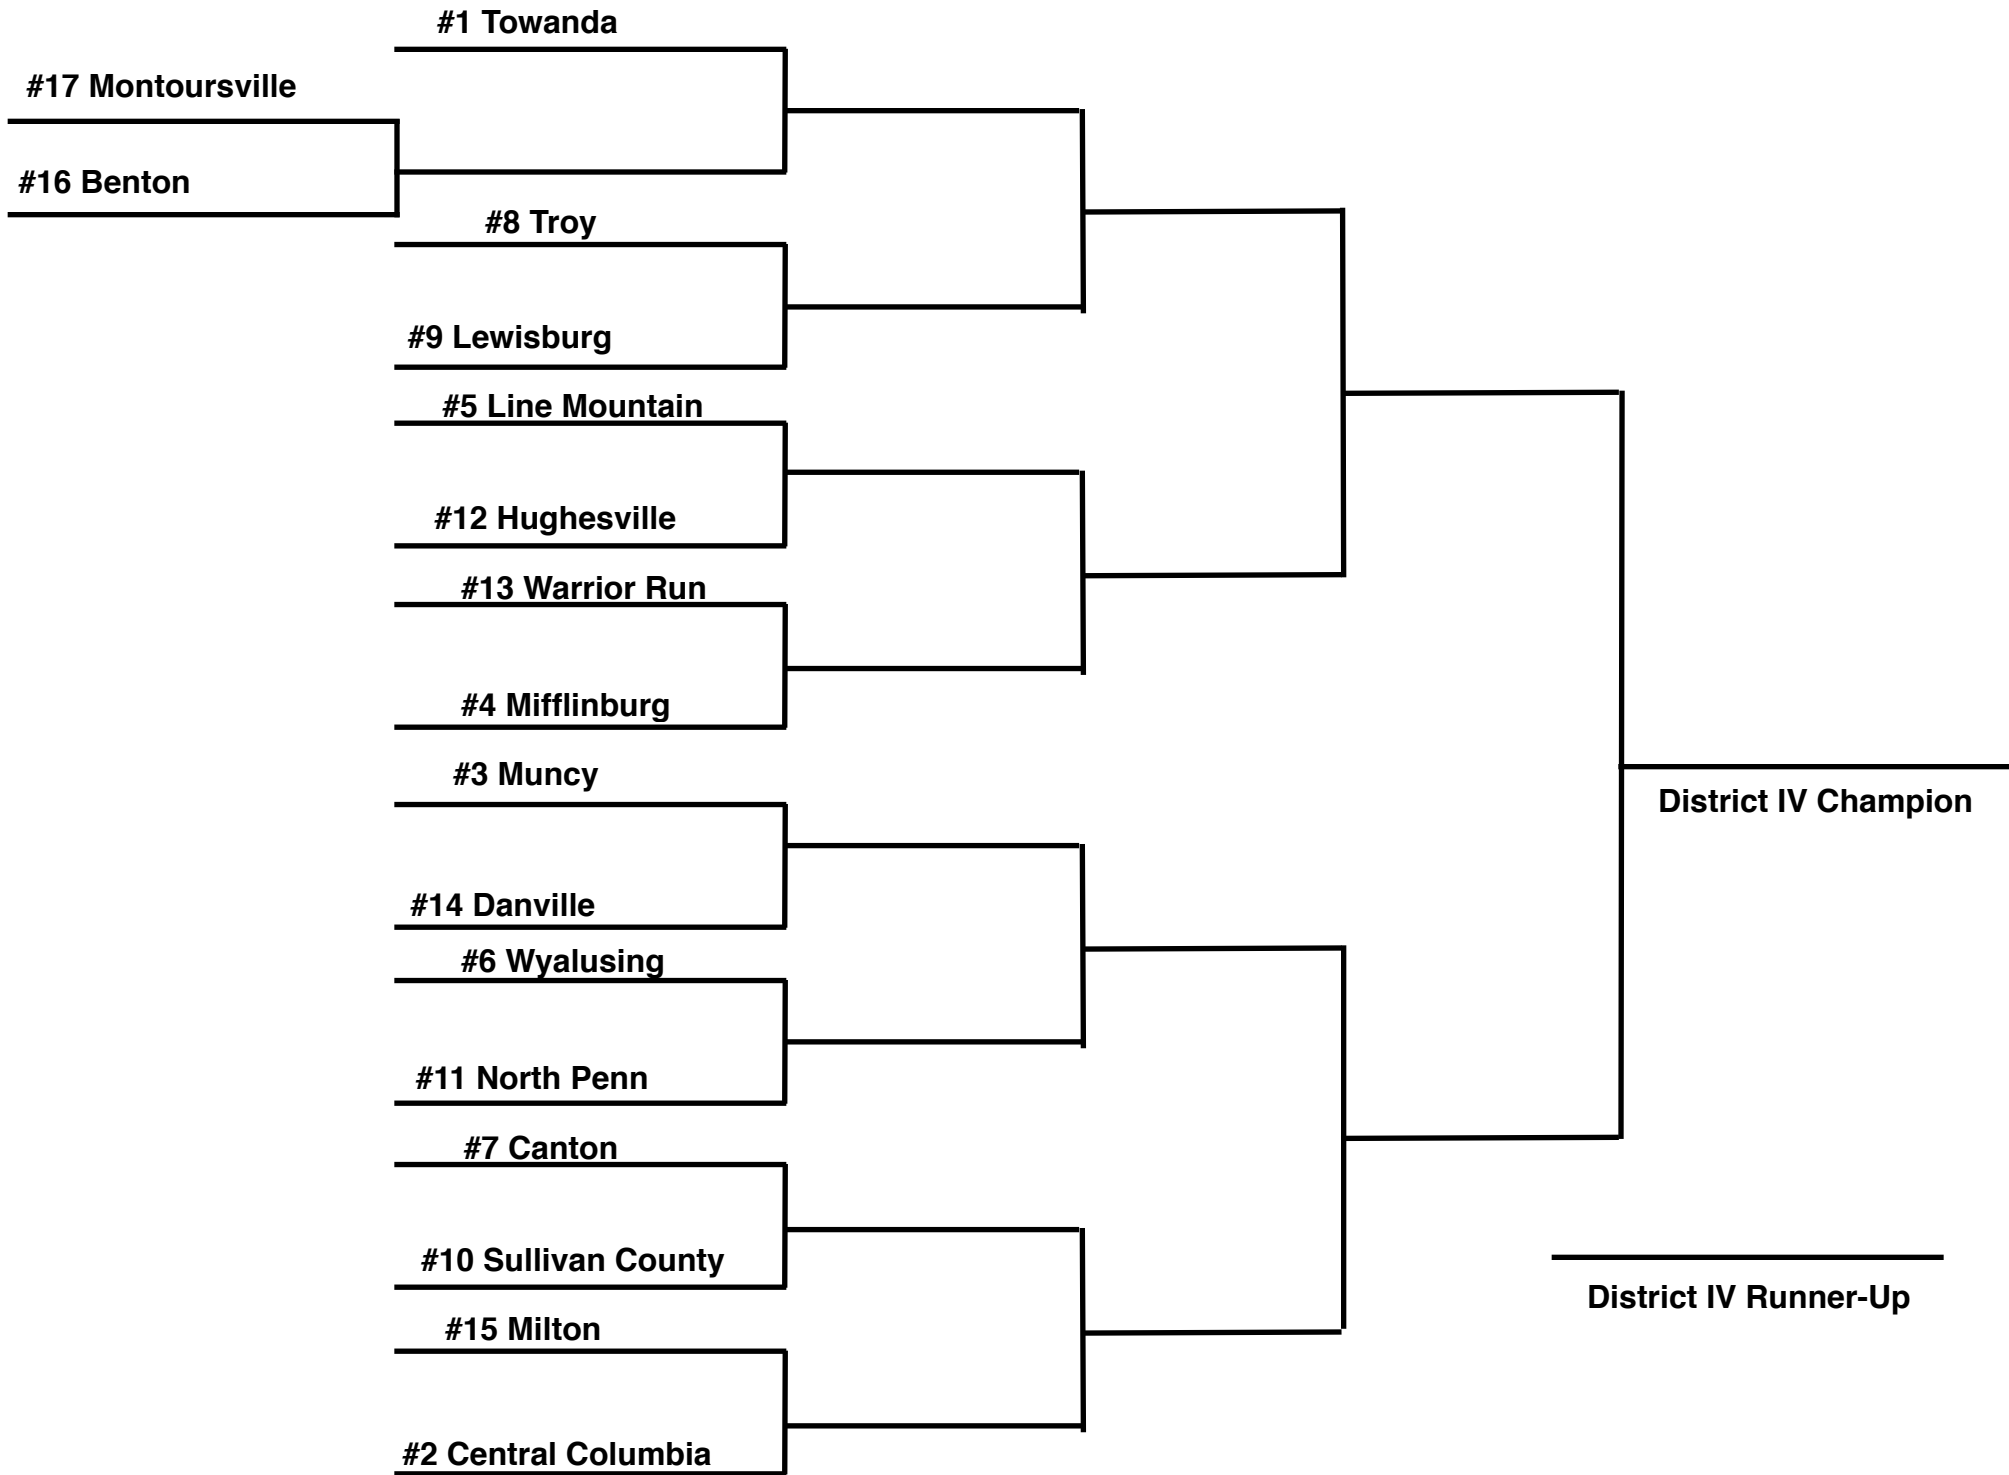 #1 Towanda
#17 Montoursville
#16 Benton
#8 Troy
#9 Lewisburg
#5 Line Mountain
#12 Hughesville
#13 Warrior Run
#4 Mifflinburg
#3 Muncy
District IV Champion
#14 Danville
#6 Wyalusing
#11 North Penn
#7 Canton
#10 Sullivan County
District IV Runner-Up
#15 Milton
#2 Central Columbia